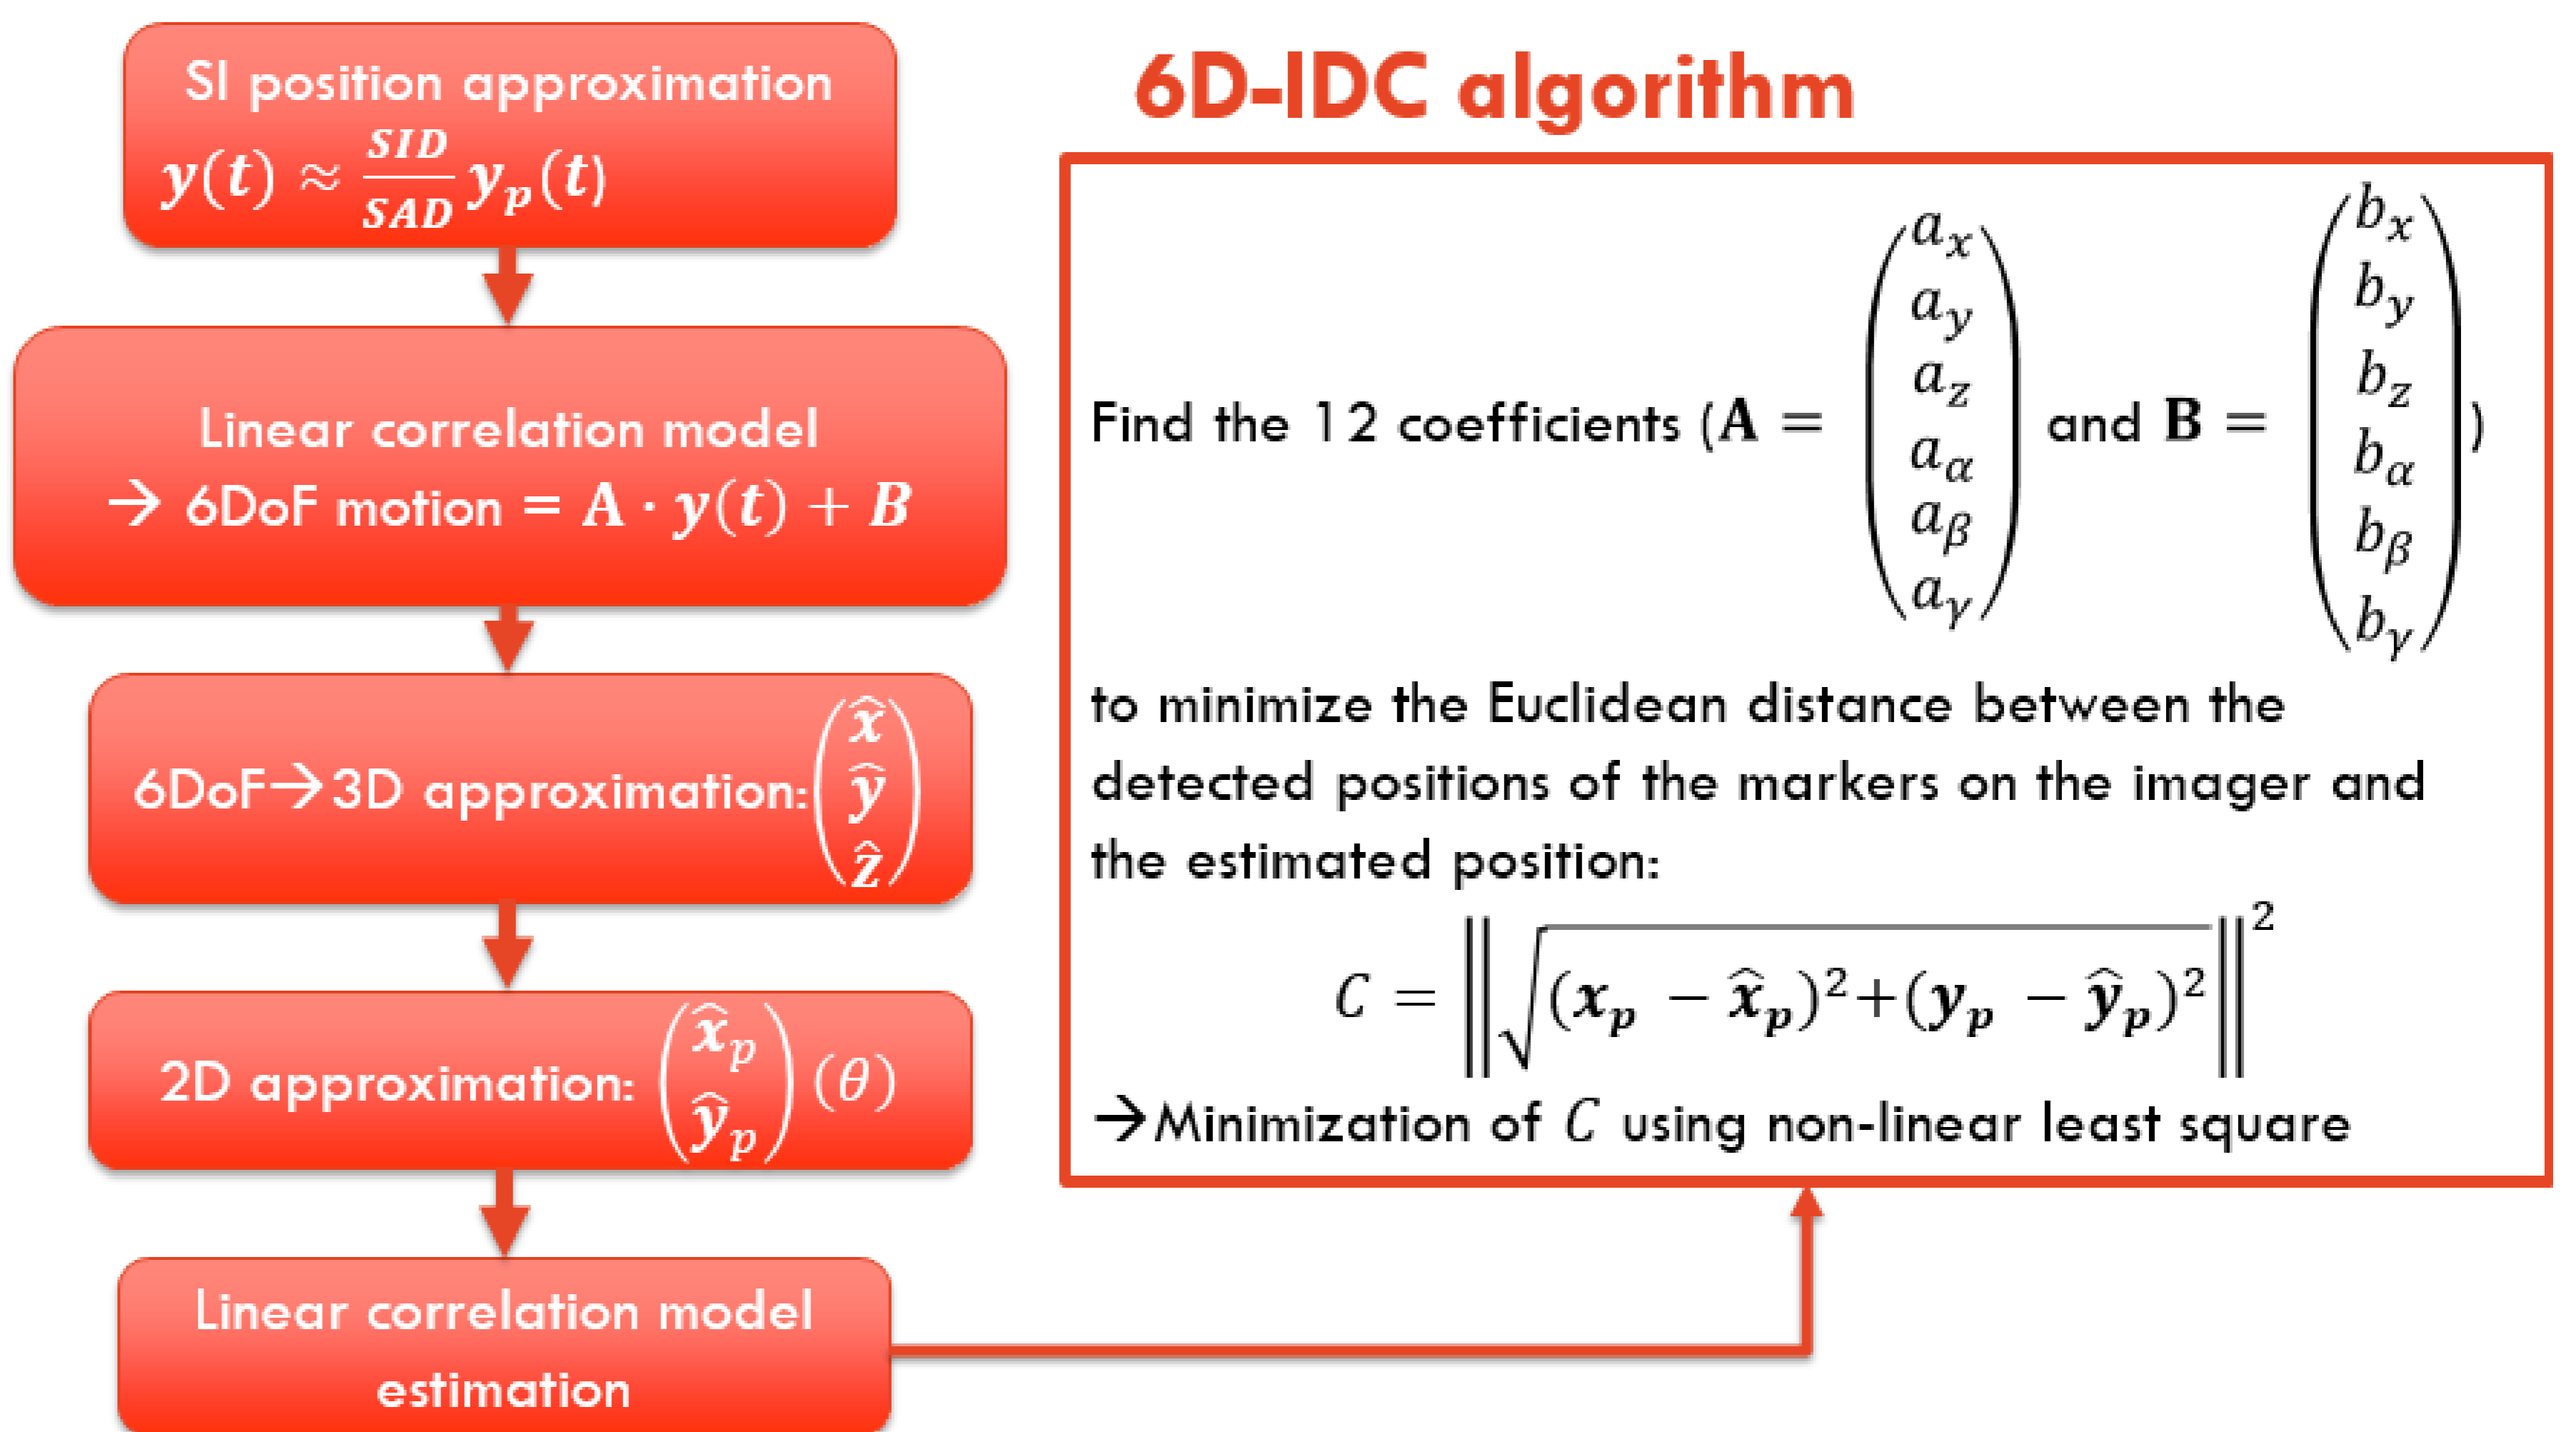 SI position approximation
y(t) ≈ SID/SAD y_p(t)
Linear correlation model
→ 6DoF motion = A · y(t) + B
6DoF→3D approximation: (x̂ ŷ ẑ)
2D approximation: (x̂_p ŷ_p) (θ)
Linear correlation model
estimation
6D-IDC algorithm
Find the 12 coefficients (A = (a_x a_y a_z a_α a_β a_γ) and B = (b_x b_y b_z b_α b_β b_γ))
to minimize the Euclidean distance between the
detected positions of the markers on the imager and
the estimated position:
C = ‖√((x_p − x̂_p)²+(y_p − ŷ_p)²)‖²
→Minimization of C using non-linear least square